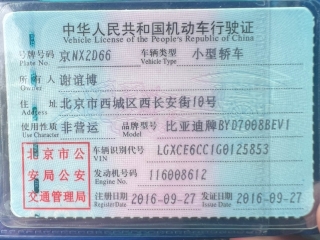 中华人民共和国机动车行驶证
Vehicle License of the People's Republic of China
号牌号码 京NX2D66 车辆类型 小型轿车
Plate No. Vehicle Type
所有人 谢谊博
Owner
住址 北京市西城区西长安街10号
Address
使用性质 非营运 品牌型号 比亚迪牌BYD7008BEV1
Use Character Model
北京市公安局公安交通管理局
车辆识别代号 LGXCE6CC1G0125853
VIN
发动机号码 116008612
Engine No.
注册日期 2016-09-27 发证日期 2016-09-27
Register Date Issue Date